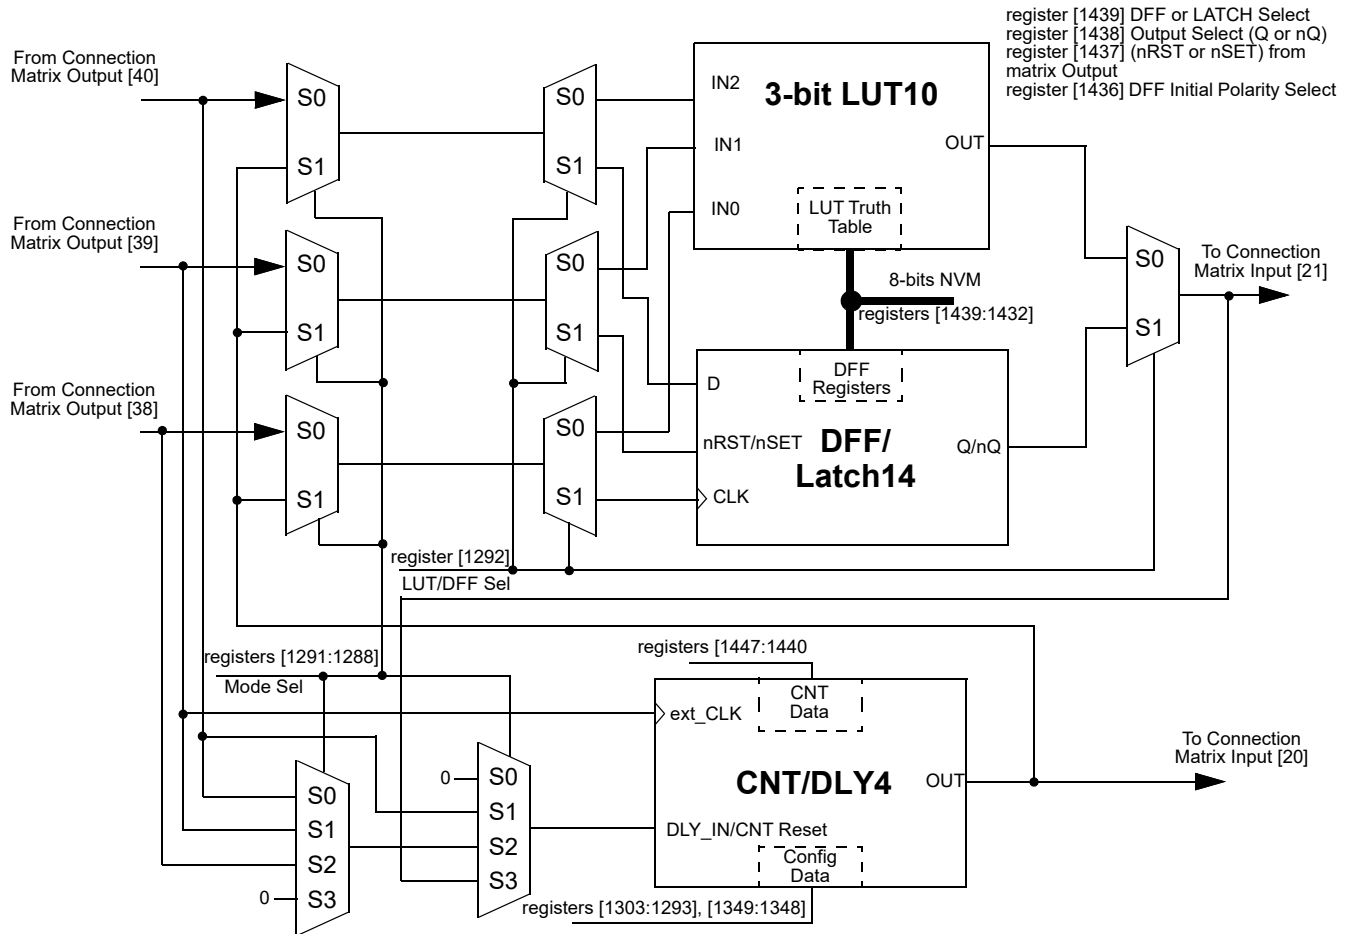 register [1439] DFF or LATCH Select
register [1438] Output Select (Q or nQ)
register [1437] (nRST or nSET) from
matrix Output
register [1436] DFF Initial Polarity Select
From Connection
Matrix Output [40]
S0
S1
S0
S1
IN2
IN1
IN0
3-bit LUT10
OUT
LUT Truth
Table
From Connection
Matrix Output [39]
S0
S1
S0
S1
8-bits NVM
registers [1439:1432]
S0
S1
To Connection
Matrix Input [21]
From Connection
Matrix Output [38]
S0
S1
S0
S1
DFF
Registers
D
nRST/nSET
CLK
DFF/
Latch14
Q/nQ
register [1292]
LUT/DFF Sel
registers [1291:1288]
Mode Sel
registers [1447:1440
CNT
Data
ext_CLK
CNT/DLY4
OUT
To Connection
Matrix Input [20]
0
S0
S1
S2
S3
S0
S1
S2
S3
0
DLY_IN/CNT Reset
Config
Data
registers [1303:1293], [1349:1348]